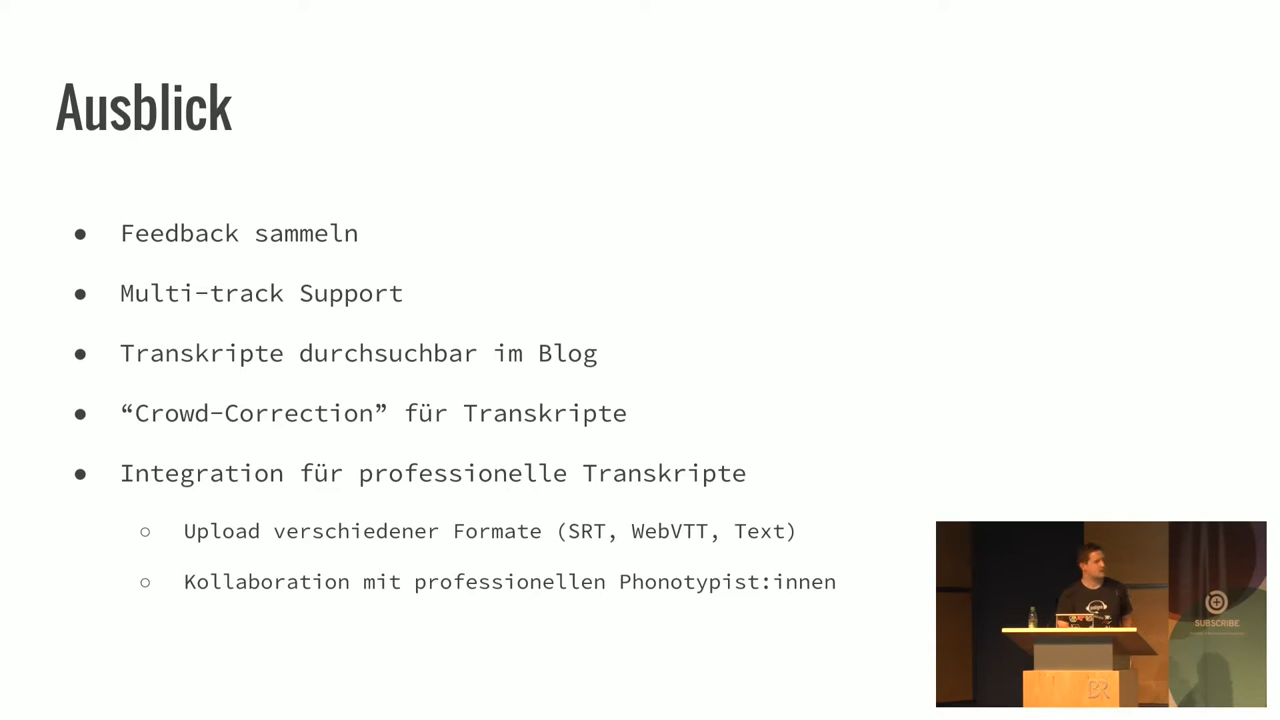 Ausblick
● Feedback sammeln
● Multi-track Support
● Transkripte durchsuchbar im Blog
● “Crowd-Correction” für Transkripte
● Integration für professionelle Transkripte
○ Upload verschiedener Formate (SRT, WebVTT, Text)
○ Kollaboration mit professionellen Phonotypist:innen
SUBSCRIBE
BR